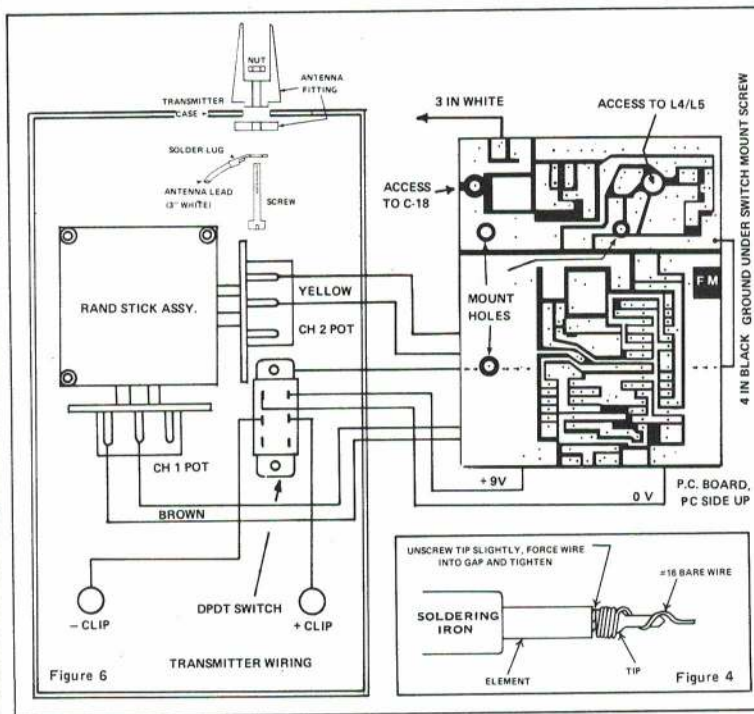 NUT
ANTENNA
FITTING
TRANSMITTER
CASE +
SOLDER LUG
ANTENNA LEAD
(3" WHITE)
SCREW
3 IN WHITE
ACCESS TO L4/L5
ACCESS
TO C-18
RAND STICK ASSY.
YELLOW
CH 2 POT
MOUNT
HOLES
FM
4 IN BLACK GROUND UNDER SWITCH MOUNT SCREW
CH 1 POT
BROWN
+9V
0 V
P.C. BOARD,
PC SIDE UP
– CLIP
DPDT SWITCH
+ CLIP
TRANSMITTER WIRING
Figure 6
UNSCREW TIP SLIGHTLY, FORCE WIRE
INTO GAP AND TIGHTEN
#16 BARE WIRE
SOLDERING
IRON
ELEMENT
TIP
Figure 4